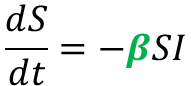 dS/dt = −βSI